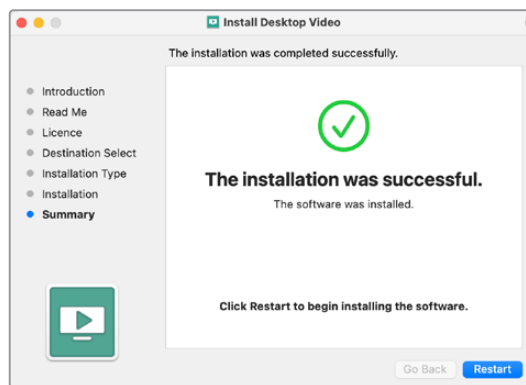 Install Desktop Video
The installation was completed successfully.
Introduction
Read Me
Licence
Destination Select
Installation Type
Installation
Summary
The installation was successful.
The software was installed.
Click Restart to begin installing the software.
Go Back
Restart